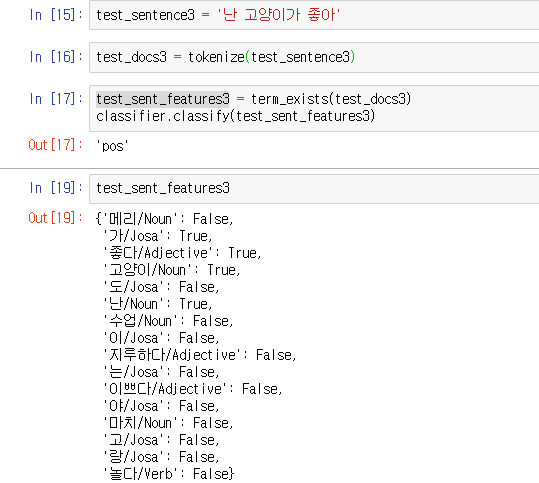 In [15]: test_sentence3 = '난 고양이가 좋아'
In [16]: test_docs3 = tokenize(test_sentence3)
In [17]: test_sent_features3 = term_exists(test_docs3)
classifier.classify(test_sent_features3)
Out[17]: 'pos'
In [19]: test_sent_features3
Out[19]: {'메리/Noun': False,
'가/Josa': True,
'좋다/Adjective': True,
'고양이/Noun': True,
'도/Josa': False,
'난/Noun': True,
'수업/Noun': False,
'이/Josa': False,
'지루하다/Adjective': False,
'는/Josa': False,
'이쁘다/Adjective': False,
'야/Josa': False,
'마치/Noun': False,
'고/Josa': False,
'랑/Josa': False,
'놀다/Verb': False}